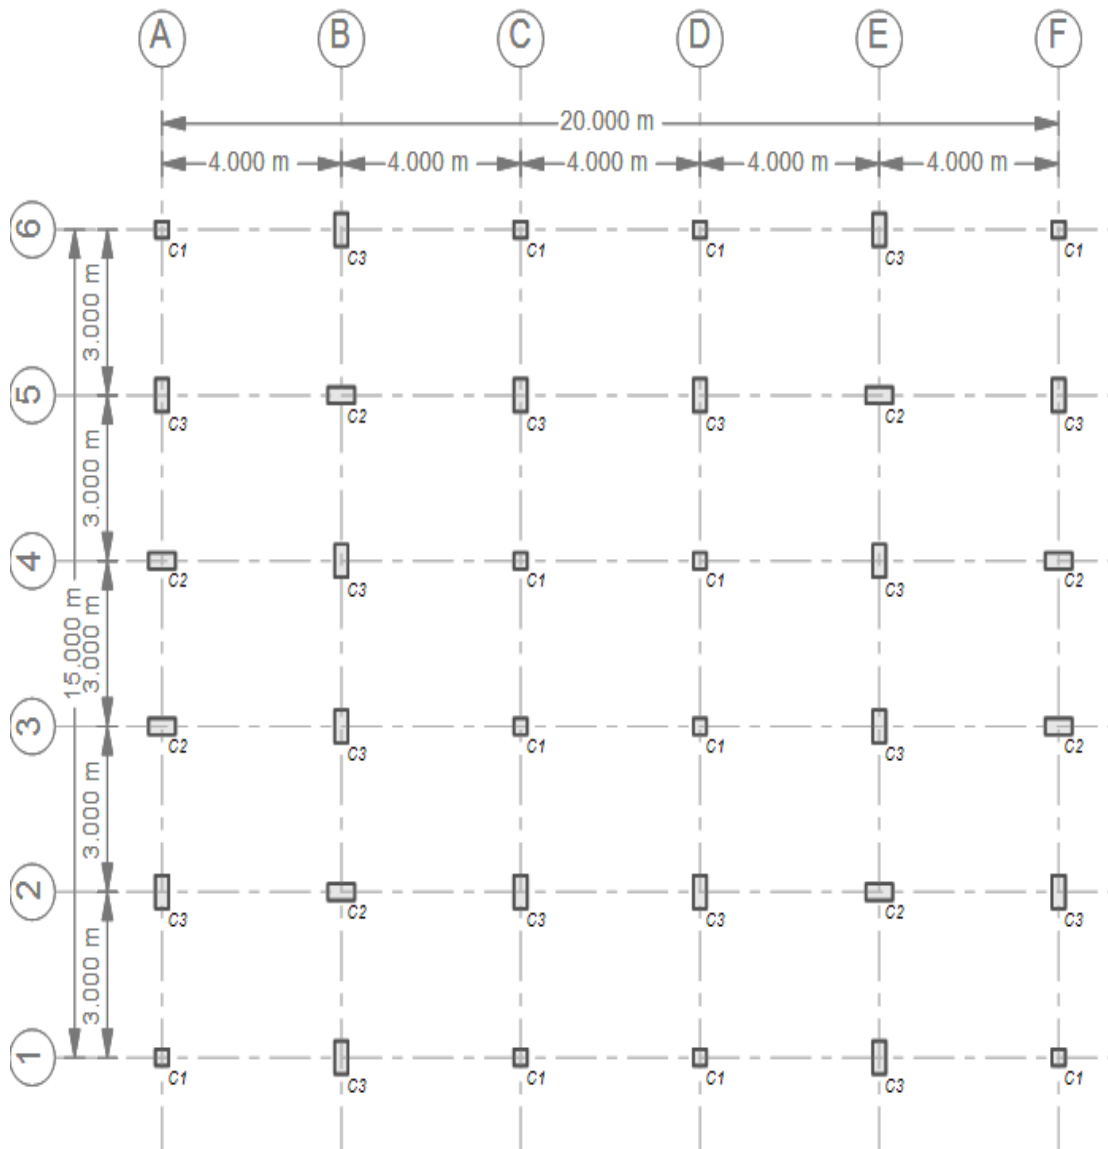 A B C D E F
20.000 m
4.000 m 4.000 m 4.000 m 4.000 m 4.000 m
6
C1 C3 C1 C1 C3 C1
3.000 m
5
C3 C2 C3 C3 C2 C3
3.000 m
4
C2 C3 C1 C1 C3 C2
15.000 m
3.000 m
3
C2 C3 C1 C1 C3 C2
3.000 m
2
C3 C2 C3 C3 C2 C3
3.000 m
1
C1 C3 C1 C1 C3 C1